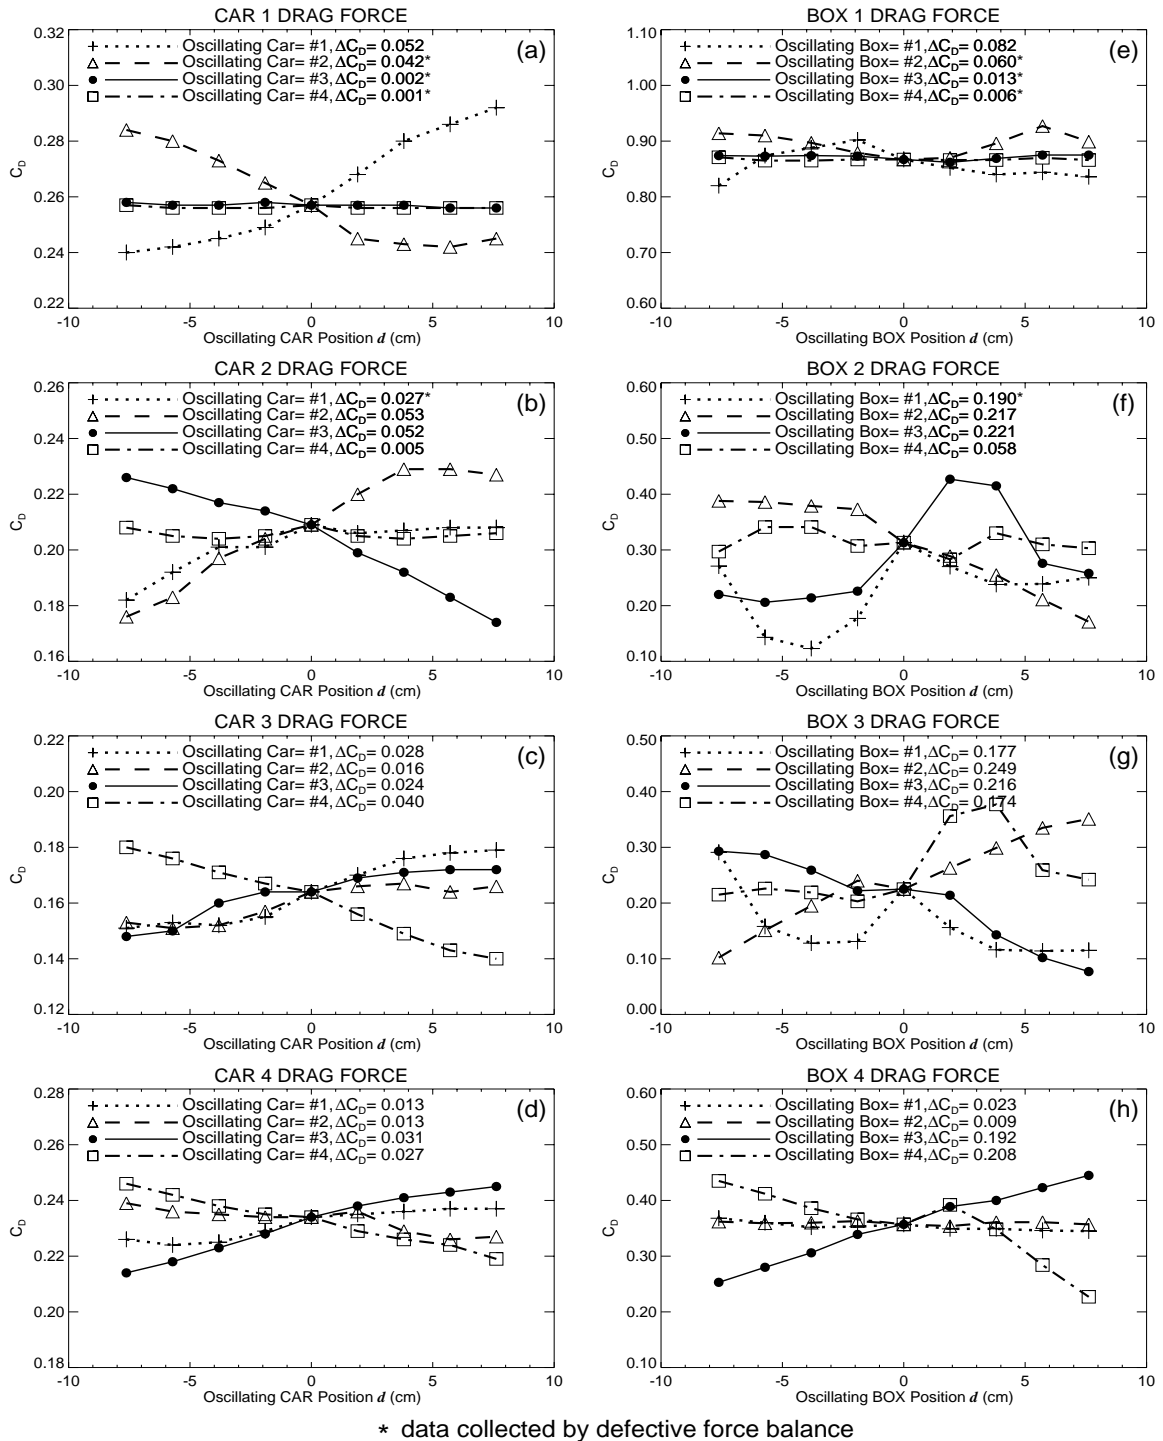 CAR 1 DRAG FORCE
(a)
Oscillating Car= #1,ΔC_D= 0.052
Oscillating Car= #2,ΔC_D= 0.042*
Oscillating Car= #3,ΔC_D= 0.002*
Oscillating Car= #4,ΔC_D= 0.001*
0.32
0.30
0.28
0.26
0.24
0.22
C_D
-10 -5 0 5 10
Oscillating CAR Position d (cm)
BOX 1 DRAG FORCE
(e)
Oscillating Box= #1,ΔC_D= 0.082
Oscillating Box= #2,ΔC_D= 0.060*
Oscillating Box= #3,ΔC_D= 0.013*
Oscillating Box= #4,ΔC_D= 0.006*
1.10
1.00
0.90
0.80
0.70
0.60
C_D
-10 -5 0 5 10
Oscillating BOX Position d (cm)
CAR 2 DRAG FORCE
(b)
Oscillating Car= #1,ΔC_D= 0.027*
Oscillating Car= #2,ΔC_D= 0.053
Oscillating Car= #3,ΔC_D= 0.052
Oscillating Car= #4,ΔC_D= 0.005
0.26
0.24
0.22
0.20
0.18
0.16
C_D
-10 -5 0 5 10
Oscillating CAR Position d (cm)
BOX 2 DRAG FORCE
(f)
Oscillating Box= #1,ΔC_D= 0.190*
Oscillating Box= #2,ΔC_D= 0.217
Oscillating Box= #3,ΔC_D= 0.221
Oscillating Box= #4,ΔC_D= 0.058
0.60
0.50
0.40
0.30
0.20
0.10
C_D
-10 -5 0 5 10
Oscillating BOX Position d (cm)
CAR 3 DRAG FORCE
(c)
Oscillating Car= #1,ΔC_D= 0.028
Oscillating Car= #2,ΔC_D= 0.016
Oscillating Car= #3,ΔC_D= 0.024
Oscillating Car= #4,ΔC_D= 0.040
0.22
0.20
0.18
0.16
0.14
0.12
C_D
-10 -5 0 5 10
Oscillating CAR Position d (cm)
BOX 3 DRAG FORCE
(g)
Oscillating Box= #1,ΔC_D= 0.177
Oscillating Box= #2,ΔC_D= 0.249
Oscillating Box= #3,ΔC_D= 0.216
Oscillating Box= #4,ΔC_D= 0.174
0.50
0.40
0.30
0.20
0.10
0.00
C_D
-10 -5 0 5 10
Oscillating BOX Position d (cm)
CAR 4 DRAG FORCE
(d)
Oscillating Car= #1,ΔC_D= 0.013
Oscillating Car= #2,ΔC_D= 0.013
Oscillating Car= #3,ΔC_D= 0.031
Oscillating Car= #4,ΔC_D= 0.027
0.28
0.26
0.24
0.22
0.20
0.18
C_D
-10 -5 0 5 10
Oscillating CAR Position d (cm)
BOX 4 DRAG FORCE
(h)
Oscillating Box= #1,ΔC_D= 0.023
Oscillating Box= #2,ΔC_D= 0.009
Oscillating Box= #3,ΔC_D= 0.192
Oscillating Box= #4,ΔC_D= 0.208
0.60
0.50
0.40
0.30
0.20
0.10
C_D
-10 -5 0 5 10
Oscillating BOX Position d (cm)
* data collected by defective force balance